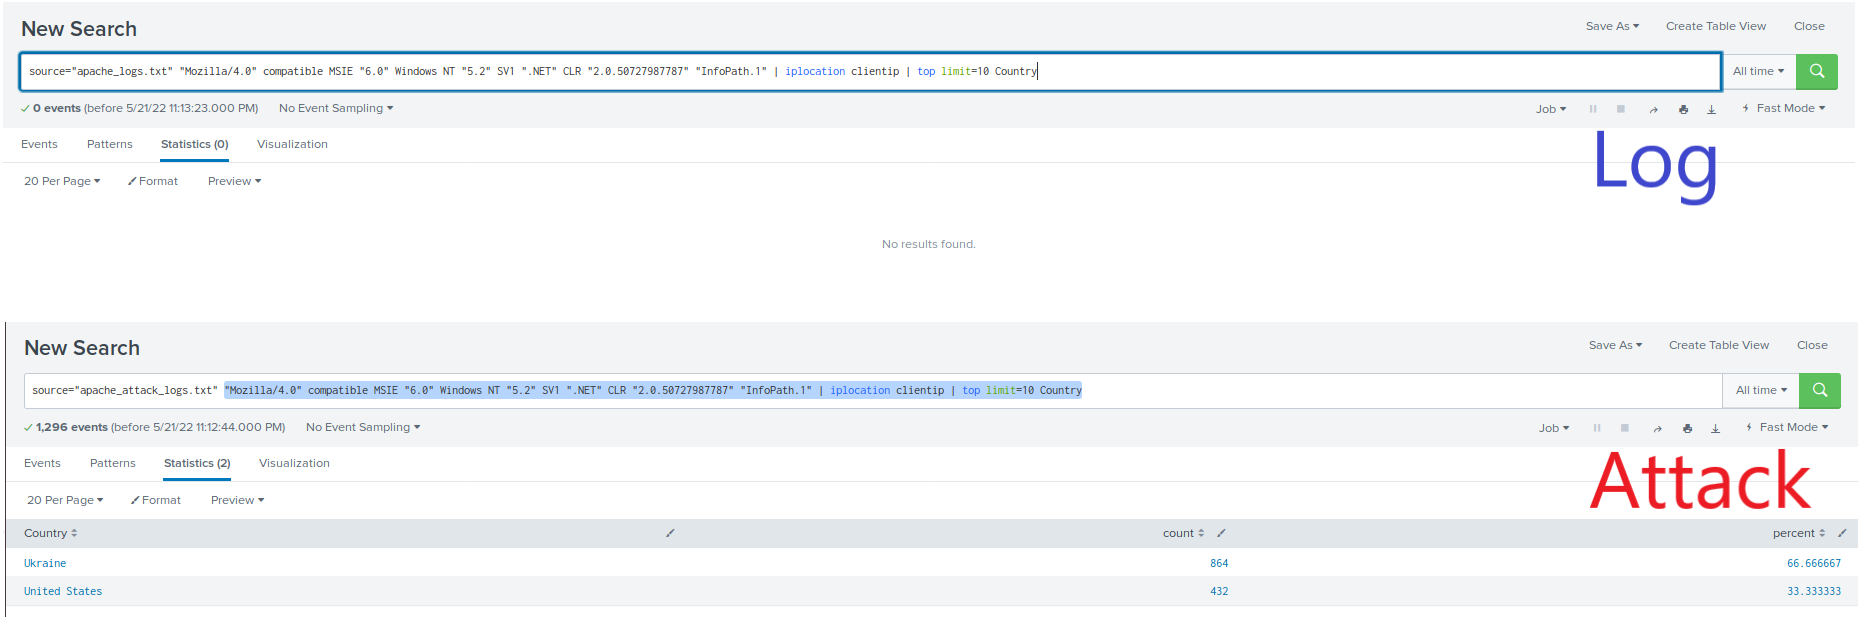 New Search
Save As Create Table View Close
source="apache_logs.txt" "Mozilla/4.0" compatible MSIE "6.0" Windows NT "5.2" SV1 ".NET" CLR "2.0.50727987787" "InfoPath.1" | iplocation clientip | top limit=10 Country
All time
0 events (before 5/21/22 11:13:23.000 PM) No Event Sampling
Job Fast Mode
Events Patterns Statistics (0) Visualization
Log
20 Per Page Format Preview
No results found.
New Search
Save As Create Table View Close
source="apache_attack_logs.txt" "Mozilla/4.0" compatible MSIE "6.0" Windows NT "5.2" SV1 ".NET" CLR "2.0.50727987787" "InfoPath.1" | iplocation clientip | top limit=10 Country
All time
1,296 events (before 5/21/22 11:12:44.000 PM) No Event Sampling
Job Fast Mode
Events Patterns Statistics (2) Visualization
Attack
20 Per Page Format Preview
Country count percent
Ukraine 864 66.666667
United States 432 33.333333